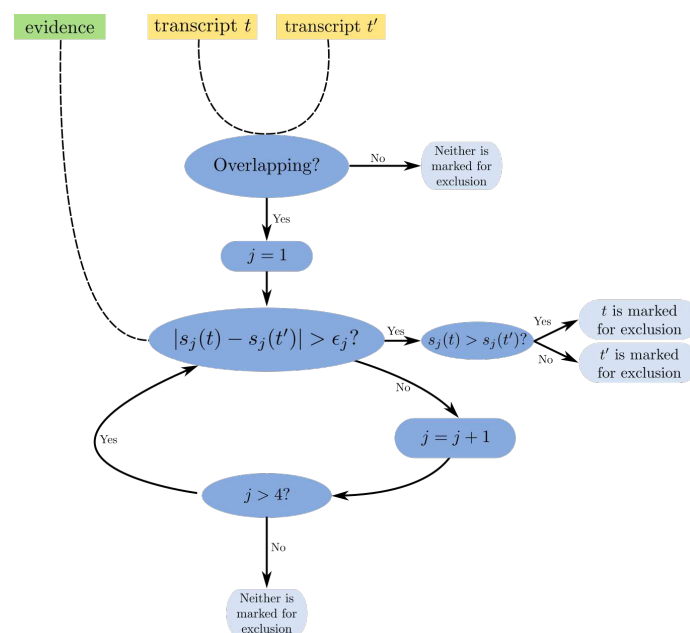 evidence
transcript t
transcript t′
Overlapping?
No
Neither is
marked for
exclusion
Yes
j = 1
|s_j(t) − s_j(t′)| > ϵ_j?
Yes
s_j(t) > s_j(t′)?
Yes
t is marked
for exclusion
No
t′ is marked
for exclusion
No
j = j + 1
Yes
j > 4?
No
Neither is
marked for
exclusion